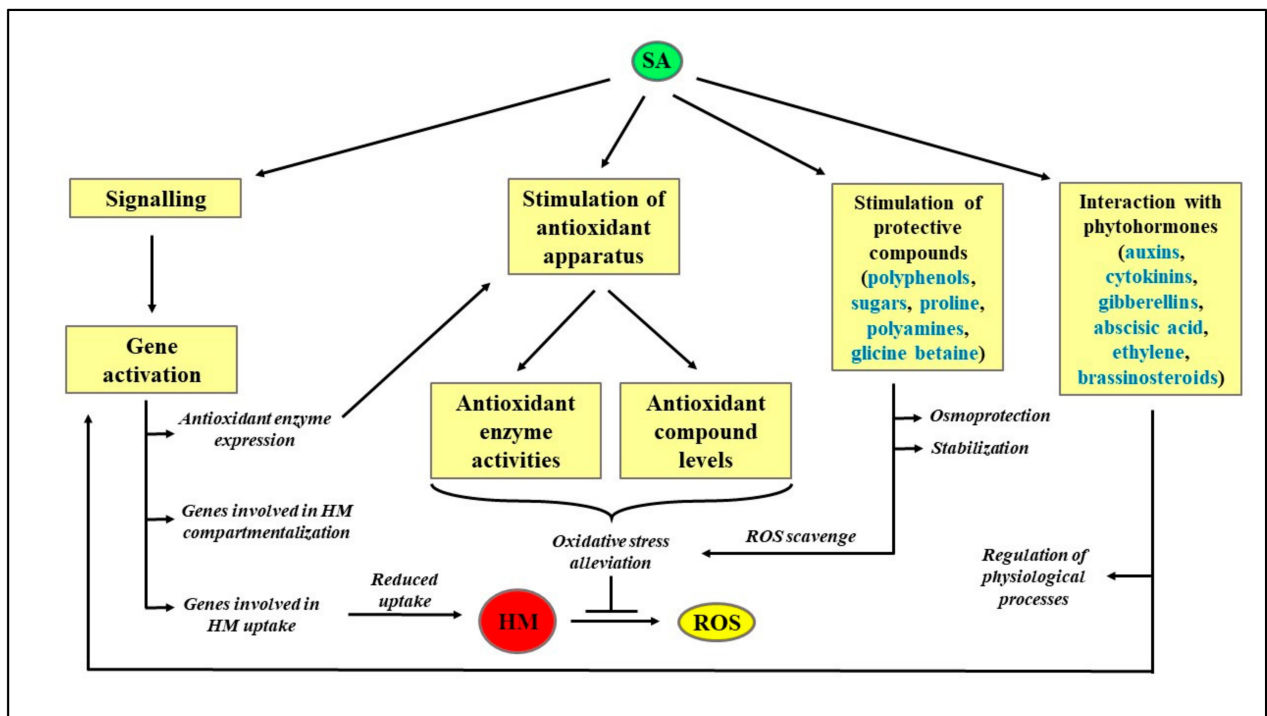 SA
Signalling
Stimulation of
antioxidant
apparatus
Stimulation of
protective
compounds
(polyphenols,
sugars, proline,
polyamines,
glicine betaine)
Interaction with
phytohormones
(auxins,
cytokinins,
gibberellins,
abscisic acid,
ethylene,
brassinosteroids)
Gene
activation
Antioxidant enzyme
expression
Genes involved in HM
compartmentalization
Genes involved in
HM uptake
Antioxidant
enzyme
activities
Antioxidant
compound
levels
Osmoprotection
Stabilization
Oxidative stress
alleviation
ROS scavenge
Regulation of
physiological
processes
Reduced
uptake
HM
ROS